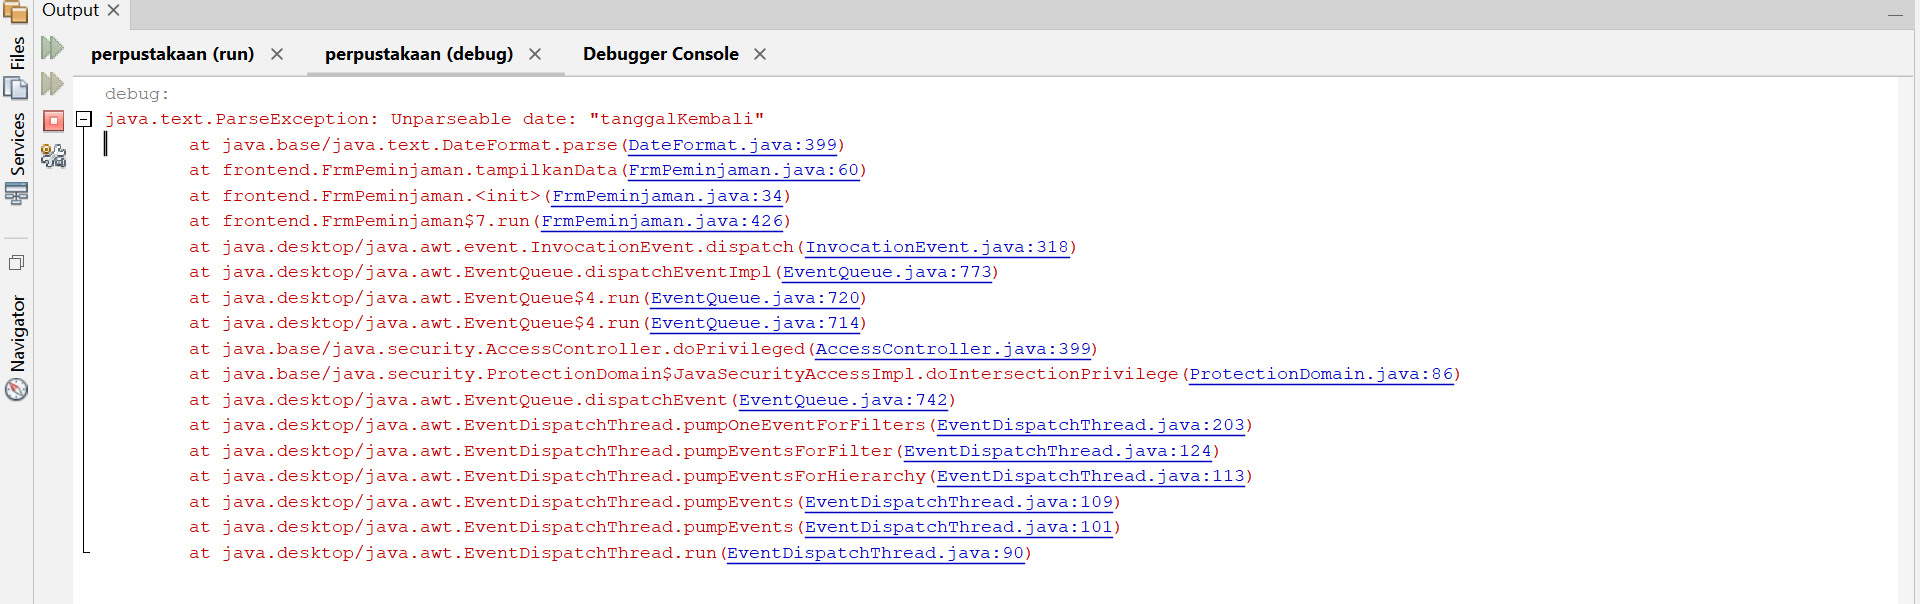 Output
perpustakaan (run)
perpustakaan (debug)
Debugger Console
Files
Services
Navigator
debug:
java.text.ParseException: Unparseable date: "tanggalKembali"
at java.base/java.text.DateFormat.parse(DateFormat.java:399)
at frontend.FrmPeminjaman.tampilkanData(FrmPeminjaman.java:60)
at frontend.FrmPeminjaman.<init>(FrmPeminjaman.java:34)
at frontend.FrmPeminjaman$7.run(FrmPeminjaman.java:426)
at java.desktop/java.awt.event.InvocationEvent.dispatch(InvocationEvent.java:318)
at java.desktop/java.awt.EventQueue.dispatchEventImpl(EventQueue.java:773)
at java.desktop/java.awt.EventQueue$4.run(EventQueue.java:720)
at java.desktop/java.awt.EventQueue$4.run(EventQueue.java:714)
at java.base/java.security.AccessController.doPrivileged(AccessController.java:399)
at java.base/java.security.ProtectionDomain$JavaSecurityAccessImpl.doIntersectionPrivilege(ProtectionDomain.java:86)
at java.desktop/java.awt.EventQueue.dispatchEvent(EventQueue.java:742)
at java.desktop/java.awt.EventDispatchThread.pumpOneEventForFilters(EventDispatchThread.java:203)
at java.desktop/java.awt.EventDispatchThread.pumpEventsForFilter(EventDispatchThread.java:124)
at java.desktop/java.awt.EventDispatchThread.pumpEventsForHierarchy(EventDispatchThread.java:113)
at java.desktop/java.awt.EventDispatchThread.pumpEvents(EventDispatchThread.java:109)
at java.desktop/java.awt.EventDispatchThread.pumpEvents(EventDispatchThread.java:101)
at java.desktop/java.awt.EventDispatchThread.run(EventDispatchThread.java:90)